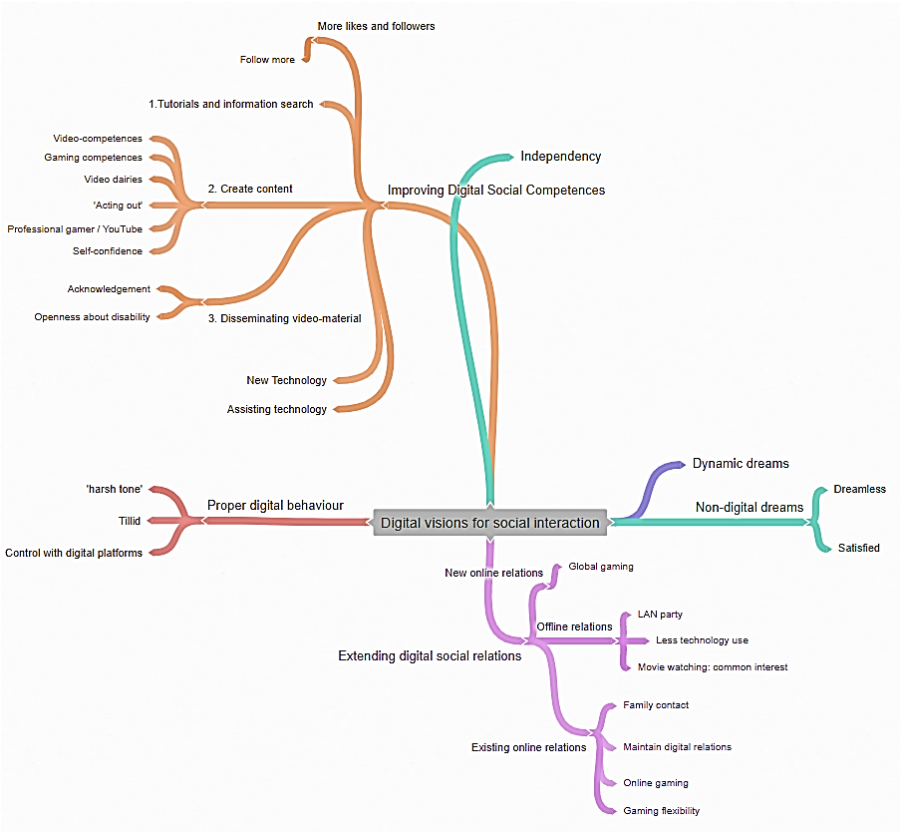 More likes and followers
Follow more
1.Tutorials and information search
Video-competences
Gaming competences
Video dairies
2. Create content
'Acting out'
Professional gamer / YouTube
Self-confidence
Acknowledgement
Openness about disability
3. Disseminating video-material
New Technology
Assisting technology
Independency
Improving Digital Social Competences
'harsh tone'
Proper digital behaviour
Tillid
Control with digital platforms
Digital visions for social interaction
Dynamic dreams
Non-digital dreams
Dreamless
Satisfied
New online relations
Global gaming
Offline relations
LAN party
Less technology use
Movie watching: common interest
Extending digital social relations
Family contact
Existing online relations
Maintain digital relations
Online gaming
Gaming flexibility